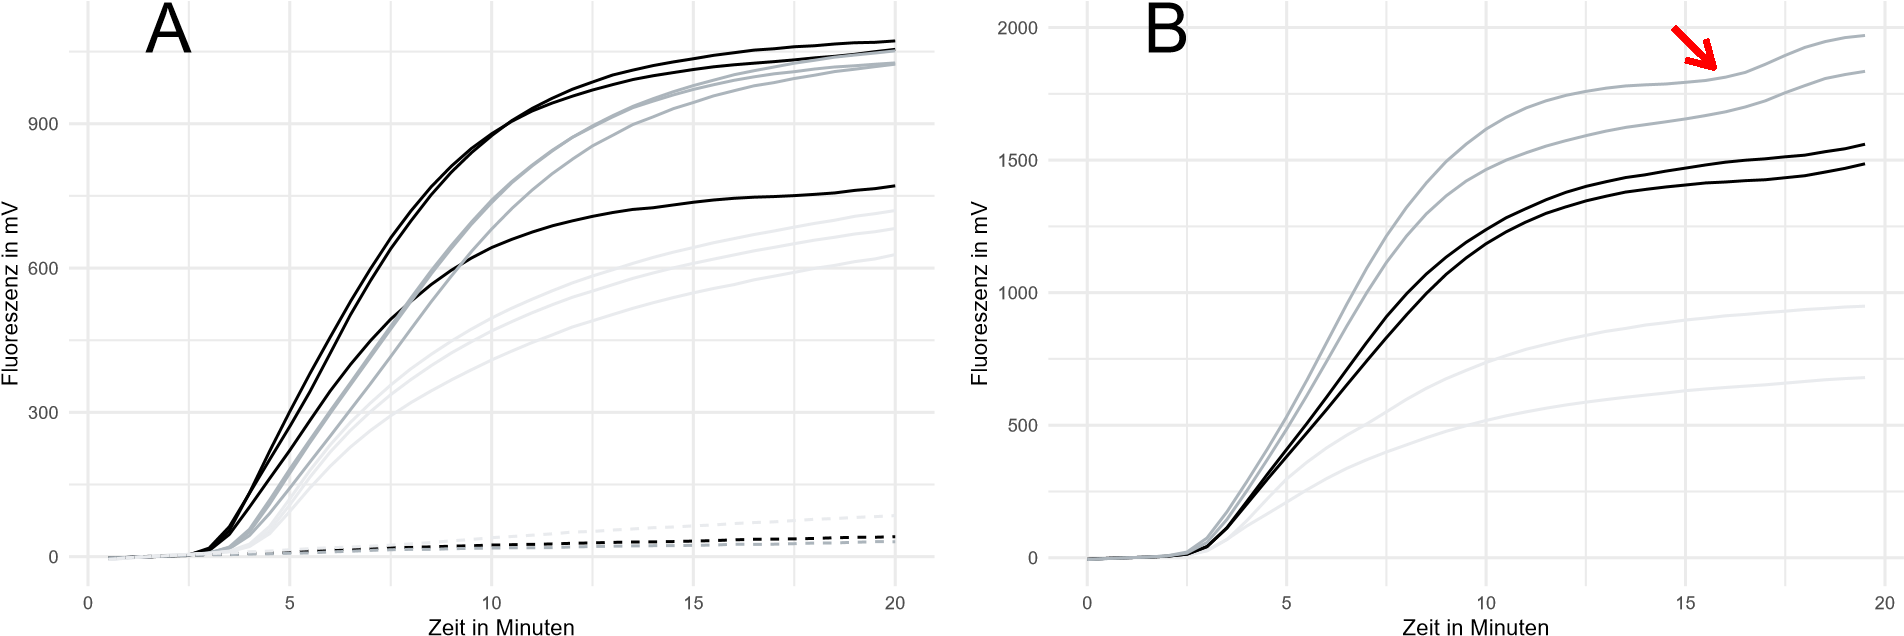 A
Fluoreszenz in mV
900
600
300
0
0 5 10 15 20
Zeit in Minuten
B
Fluoreszenz in mV
2000
1500
1000
500
0
0 5 10 15 20
Zeit in Minuten